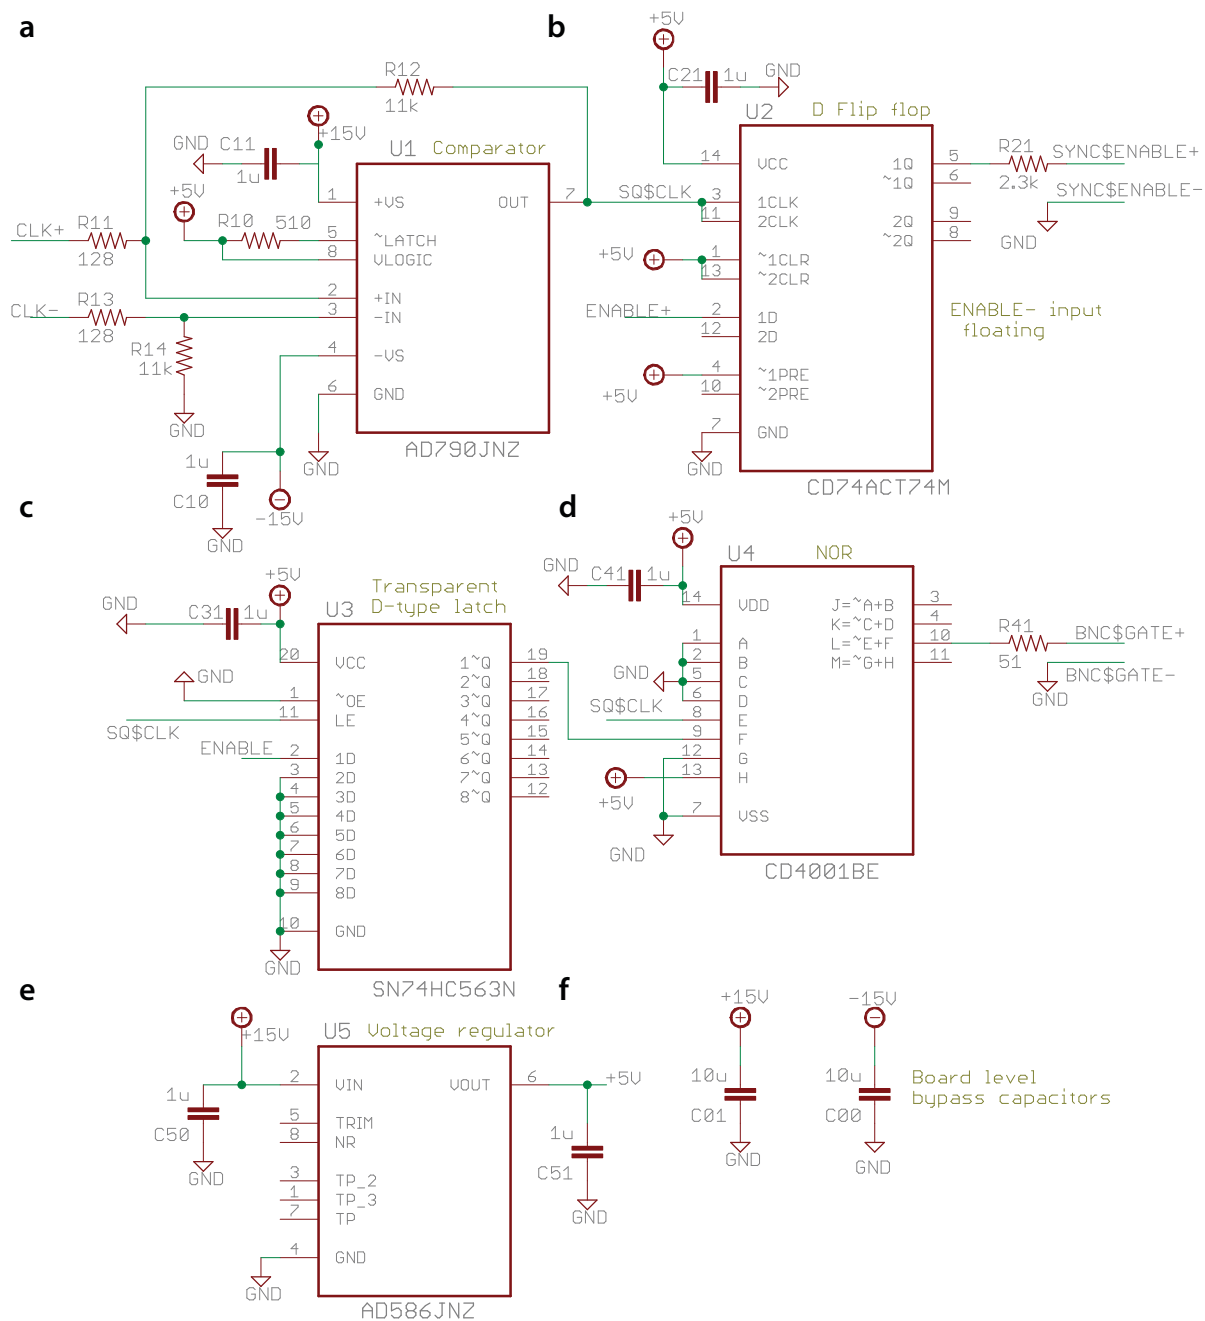 a
R12
11k
+15V
GND
C11
1u
U1 Comparator
+5V
R10 510
CLK+
R11
128
CLK-
R13
128
R14
11k
GND
1 +VS
5 ~LATCH
8 VLOGIC
2 +IN
3 -IN
4 -VS
6 GND
OUT 7
GND
AD790JNZ
1u
C10
GND
-15V
b
+5V
C21 1u
GND
U2 D Flip flop
SQ$CLK
+5V
ENABLE+
+5V
14 VCC
3 1CLK
11 2CLK
1 ~1CLR
13 ~2CLR
2 1D
12 2D
4 ~1PRE
10 ~2PRE
7 GND
1Q 5
~1Q 6
2Q 9
~2Q 8
R21
2.3k
SYNC$ENABLE+
SYNC$ENABLE-
GND
ENABLE- input
floating
GND
CD74ACT74M
c
+5V
GND
C31 1u
U3
Transparent
D-type latch
GND
SQ$CLK
ENABLE
20 VCC
1 ~OE
11 LE
2 1D
3 2D
4 3D
5 4D
6 5D
7 6D
8 7D
9 8D
10 GND
1~Q 19
2~Q 18
3~Q 17
4~Q 16
5~Q 15
6~Q 14
7~Q 13
8~Q 12
GND
SN74HC563N
d
+5V
GND
C41 1u
U4 NOR
GND
SQ$CLK
+5V
14 VDD
1 A
2 B
5 C
6 D
8 E
9 F
12 G
13 H
7 VSS
J=~A+B 3
K=~C+D 4
L=~E+F 10
M=~G+H 11
R41
51
BNC$GATE+
BNC$GATE-
GND
GND
CD4001BE
e
+15V
U5 Voltage regulator
1u
C50
GND
2 VIN
5 TRIM
8 NR
3 TP_2
1 TP_3
7 TP
4 GND
VOUT 6
+5V
1u
C51
GND
GND
AD586JNZ
f
+15V
10u
C01
GND
-15V
10u
C00
GND
Board level
bypass capacitors